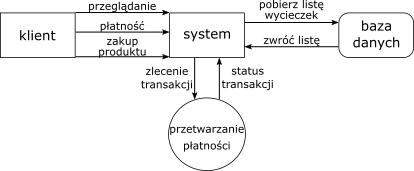 przeglądanie
płatność
zakup
produktu
klient
system
pobierz listę
wycieczek
zwróć listę
baza
danych
zlecenie
transakcji
status
transakcji
przetwarzanie
płatności